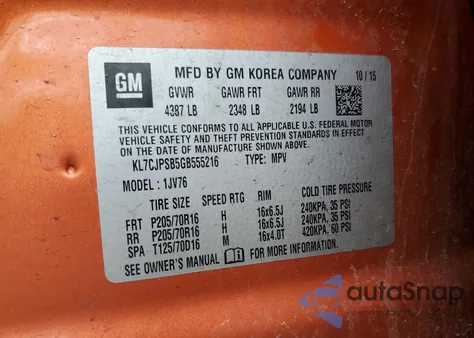 GM
MFD BY GM KOREA COMPANY 10/15
GVWR GAWR FRT GAWR RR
4387 LB 2348 LB 2194 LB
THIS VEHICLE CONFORMS TO ALL APPLICABLE U.S. FEDERAL MOTOR
VEHICLE SAFETY AND THEFT PREVENTION STANDARDS IN EFFECT
ON THE DATE OF MANUFACTURE SHOWN ABOVE.
KL7CJPSB5GB555216 TYPE: MPV
MODEL: 1JV76
TIRE SIZE SPEED RTG RIM COLD TIRE PRESSURE
FRT P205/70R16 H 16x6.5J 240KPA, 35 PSI
RR P205/70R16 H 16x6.5J 240KPA, 35 PSI
SPA T125/70D16 M 16x4.0T 420KPA, 60 PSI
SEE OWNER'S MANUAL FOR MORE INFORMATION.
autoSnap